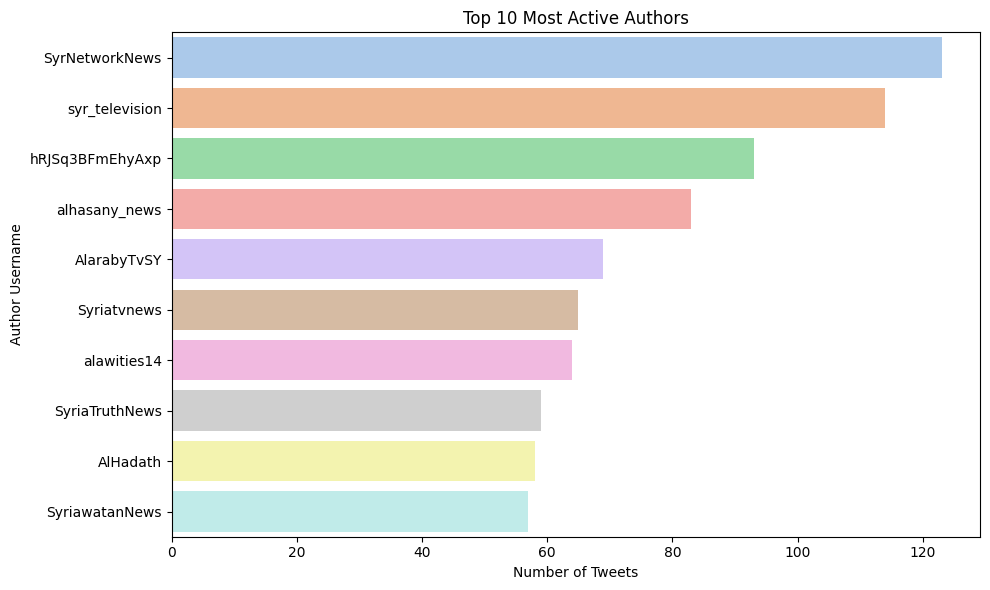 Top 10 Most Active Authors
Author Username
SyrNetworkNews
syr_television
hRJSq3BFmEhyAxp
alhasany_news
AlarabyTvSY
Syriatvnews
alawities14
SyriaTruthNews
AlHadath
SyriawatanNews
0 20 40 60 80 100 120
Number of Tweets